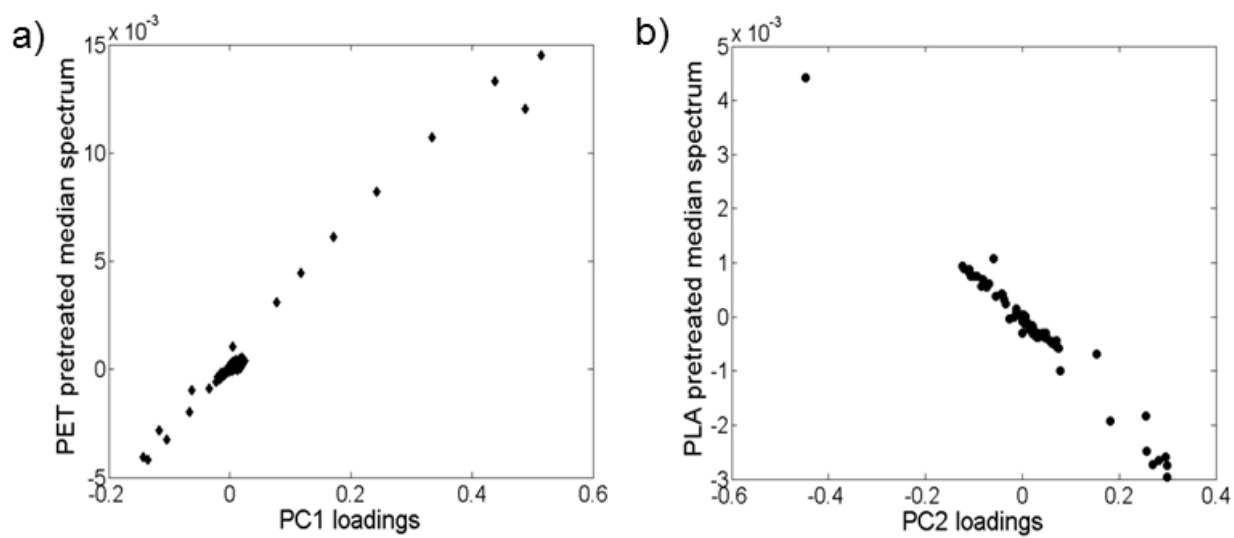 a)
x 10⁻³
15
10
5
0
-5
-0.2 0 0.2 0.4 0.6
PET pretreated median spectrum
PC1 loadings
b)
x 10⁻³
5
4
3
2
1
0
-1
-2
-3
-0.6 -0.4 -0.2 0 0.2 0.4
PLA pretreated median spectrum
PC2 loadings